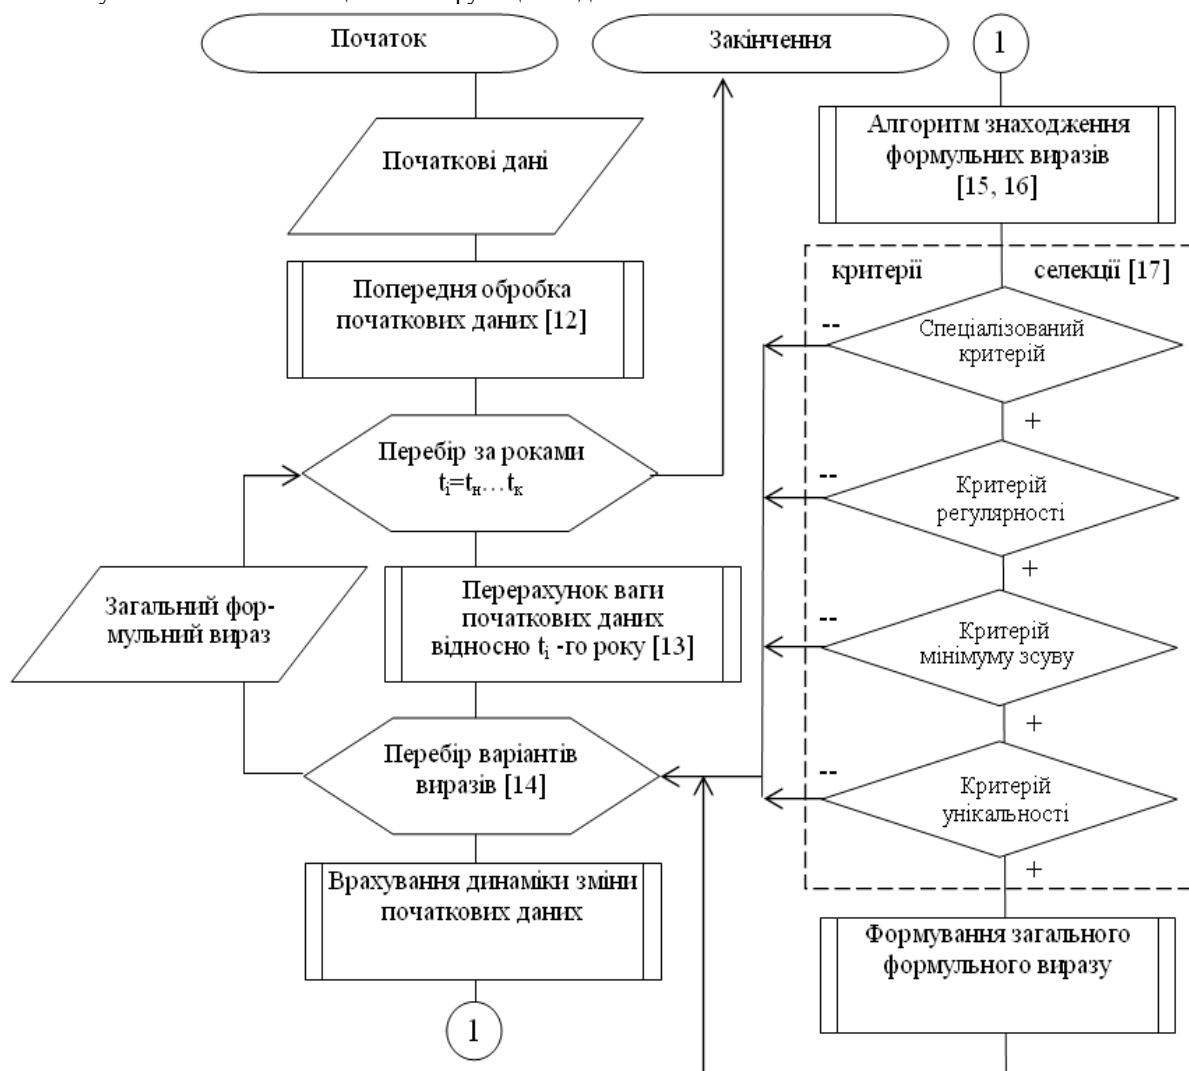 Початок
Початкові дані
Попередня обробка
початкових даних [12]
Перебір за роками
tᵢ=tн…tк
Перерахунок ваги
початкових даних
відносно tᵢ -го року [13]
Загальний фор-
мульний вираз
Перебір варіантів
виразів [14]
Врахування динаміки зміни
початкових даних
1
Закінчення
1
Алгоритм знаходження
формульних виразів
[15, 16]
критерії селекції [17]
--
Спеціалізований
критерій
+
--
Критерій
регулярності
+
--
Критерій
мінімуму зсуву
+
--
Критерій
унікальності
+
Формування загального
формульного виразу